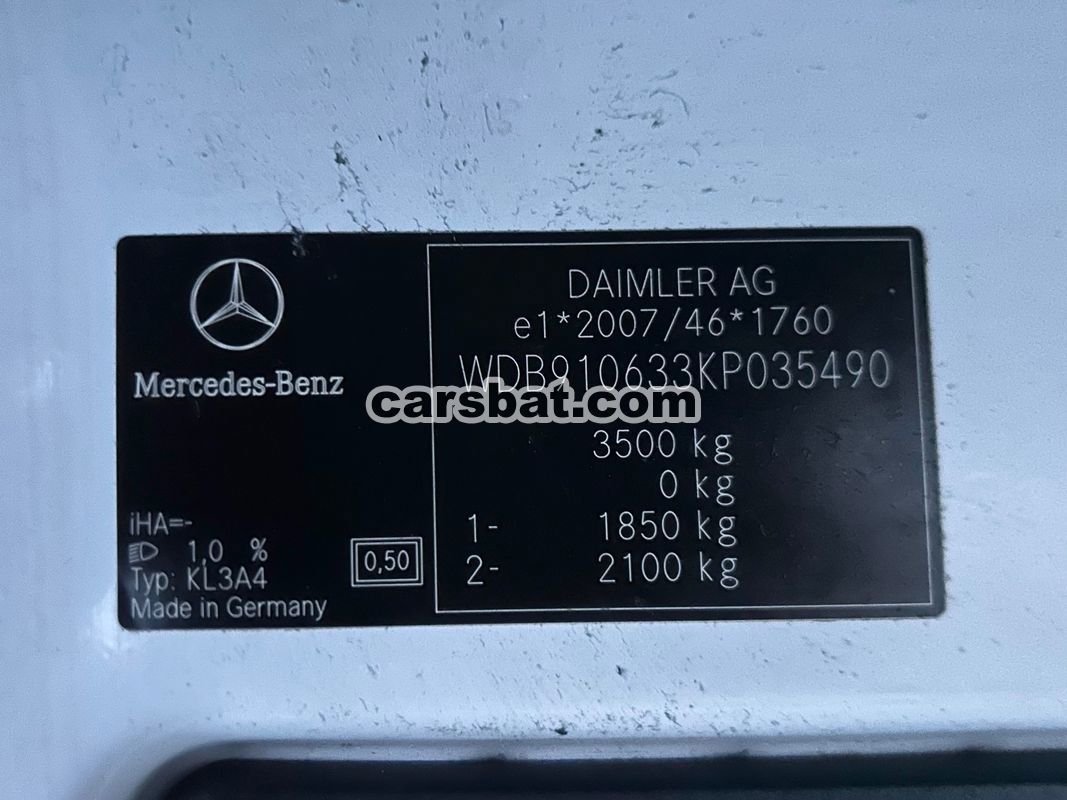 Mercedes-Benz
DAIMLER AG
e1*2007/46*1760
WDB910633KP035490
carsbat.com
3500 kg
0 kg
1- 1850 kg
2- 2100 kg
iHA=-
1,0 %
0,50
Typ: KL3A4
Made in Germany